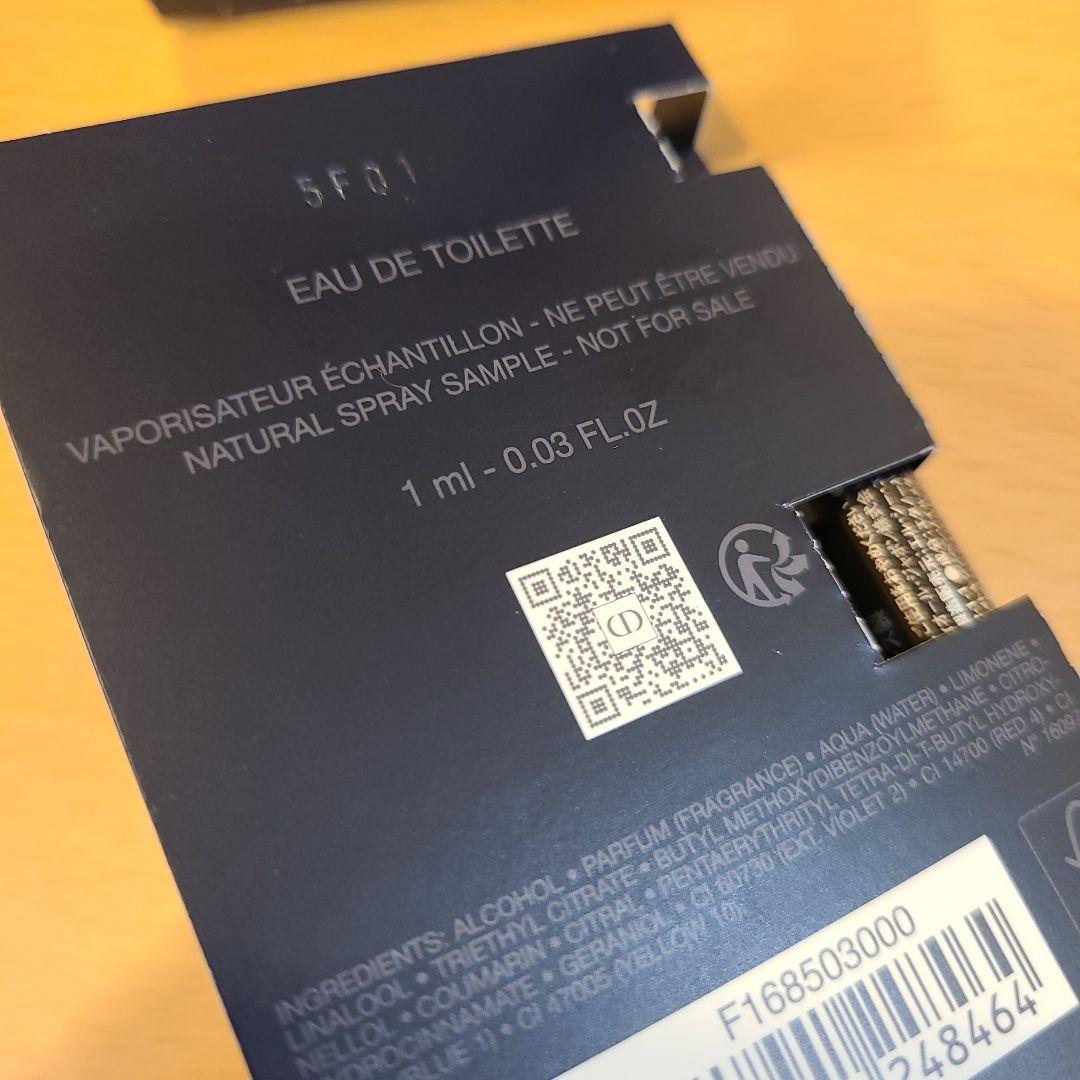 5F01
EAU DE TOILETTE
VAPORISATEUR ÉCHANTILLON - NE PEUT ÊTRE VENDU
NATURAL SPRAY SAMPLE - NOT FOR SALE
1 ml - 0.03 FL.OZ
CD
INGREDIENTS: ALCOHOL • PARFUM (FRAGRANCE) • AQUA (WATER) • LIMONENE •
LINALOOL • TRIETHYL CITRATE • BUTYL METHOXYDIBENZOYLMETHANE • CITRO-
NELLOL • COUMARIN • CITRAL • PENTAERYTHRITYL TETRA-DI-T-BUTYL HYDROXY-
HYDROCINNAMATE • GERANIOL • CI 60730 (EXT. VIOLET 2) • CI 14700 (RED 4) • CI
(BLUE 1) • CI 47005 (YELLOW 10).
N° 16097
F168503000
248464